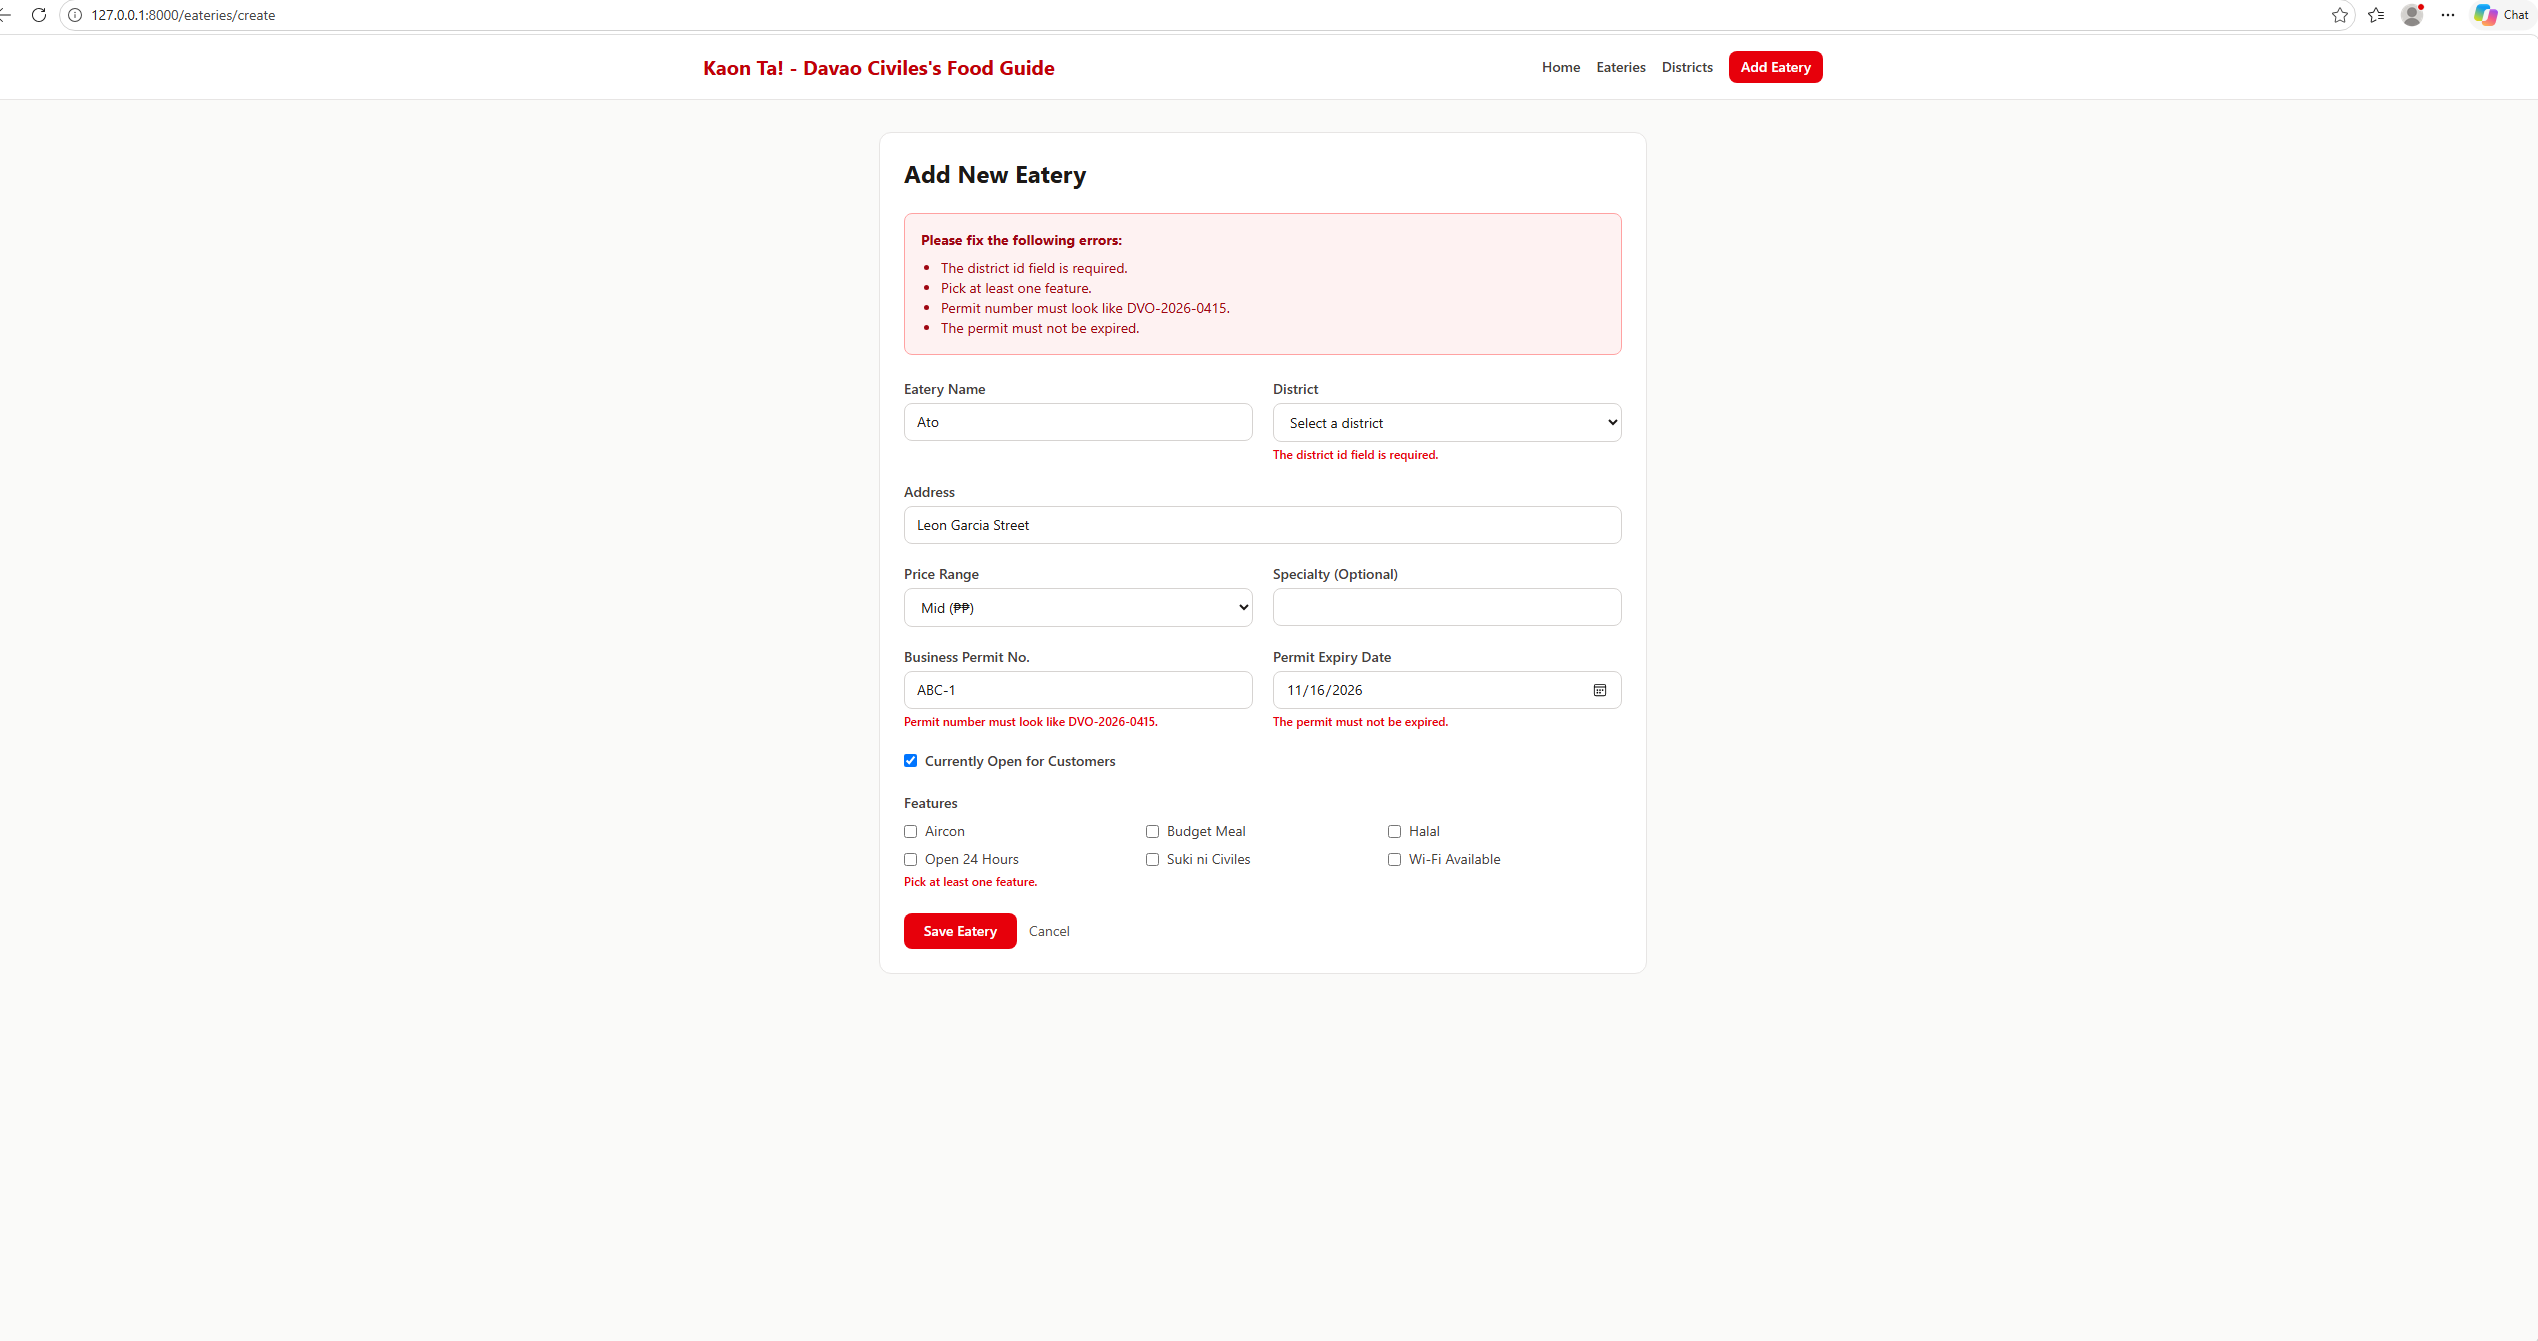 127.0.0.1:8000/eateries/create
Chat
Kaon Ta! - Davao Civiles's Food Guide
Home Eateries Districts Add Eatery
Add New Eatery
Please fix the following errors:
• The district id field is required.
• Pick at least one feature.
• Permit number must look like DVO-2026-0415.
• The permit must not be expired.
Eatery Name District
Ato Select a district
The district id field is required.
Address
Leon Garcia Street
Price Range Specialty (Optional)
Mid (₱₱)
Business Permit No. Permit Expiry Date
ABC-1 11/16/2026
Permit number must look like DVO-2026-0415. The permit must not be expired.
Currently Open for Customers
Features
Aircon Budget Meal Halal
Open 24 Hours Suki ni Civiles Wi-Fi Available
Pick at least one feature.
Save Eatery Cancel